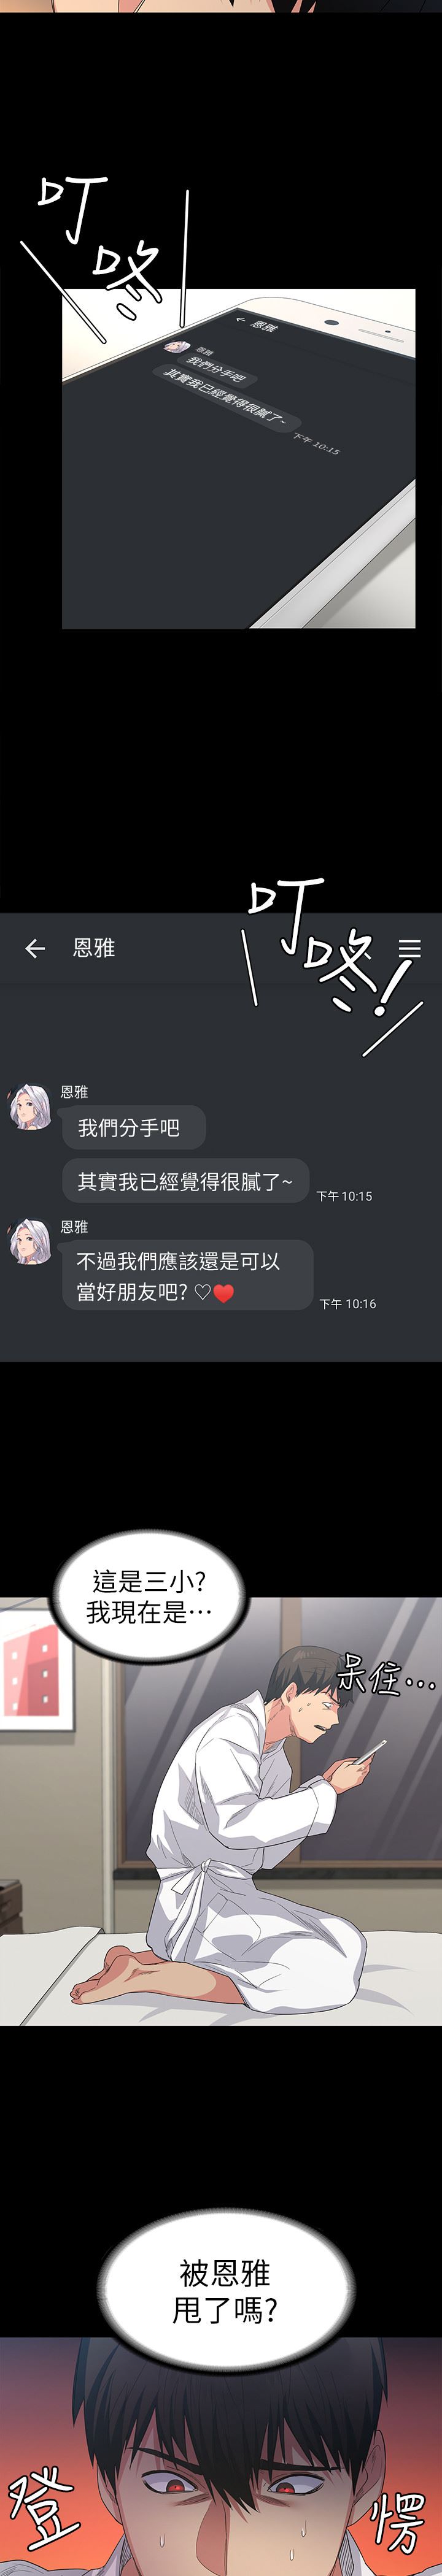 叮
咚
恩雅
恩雅
我們分手吧
其實我已經覺得很膩了~
下午 10:15
叮
咚!
恩雅
恩雅
我們分手吧
其實我已經覺得很膩了~
下午 10:15
恩雅
不過我們應該還是可以
當好朋友吧? ♡♥
下午 10:16
這是三小?
我現在是…
呆住…
被恩雅
甩了嗎?
登
愣